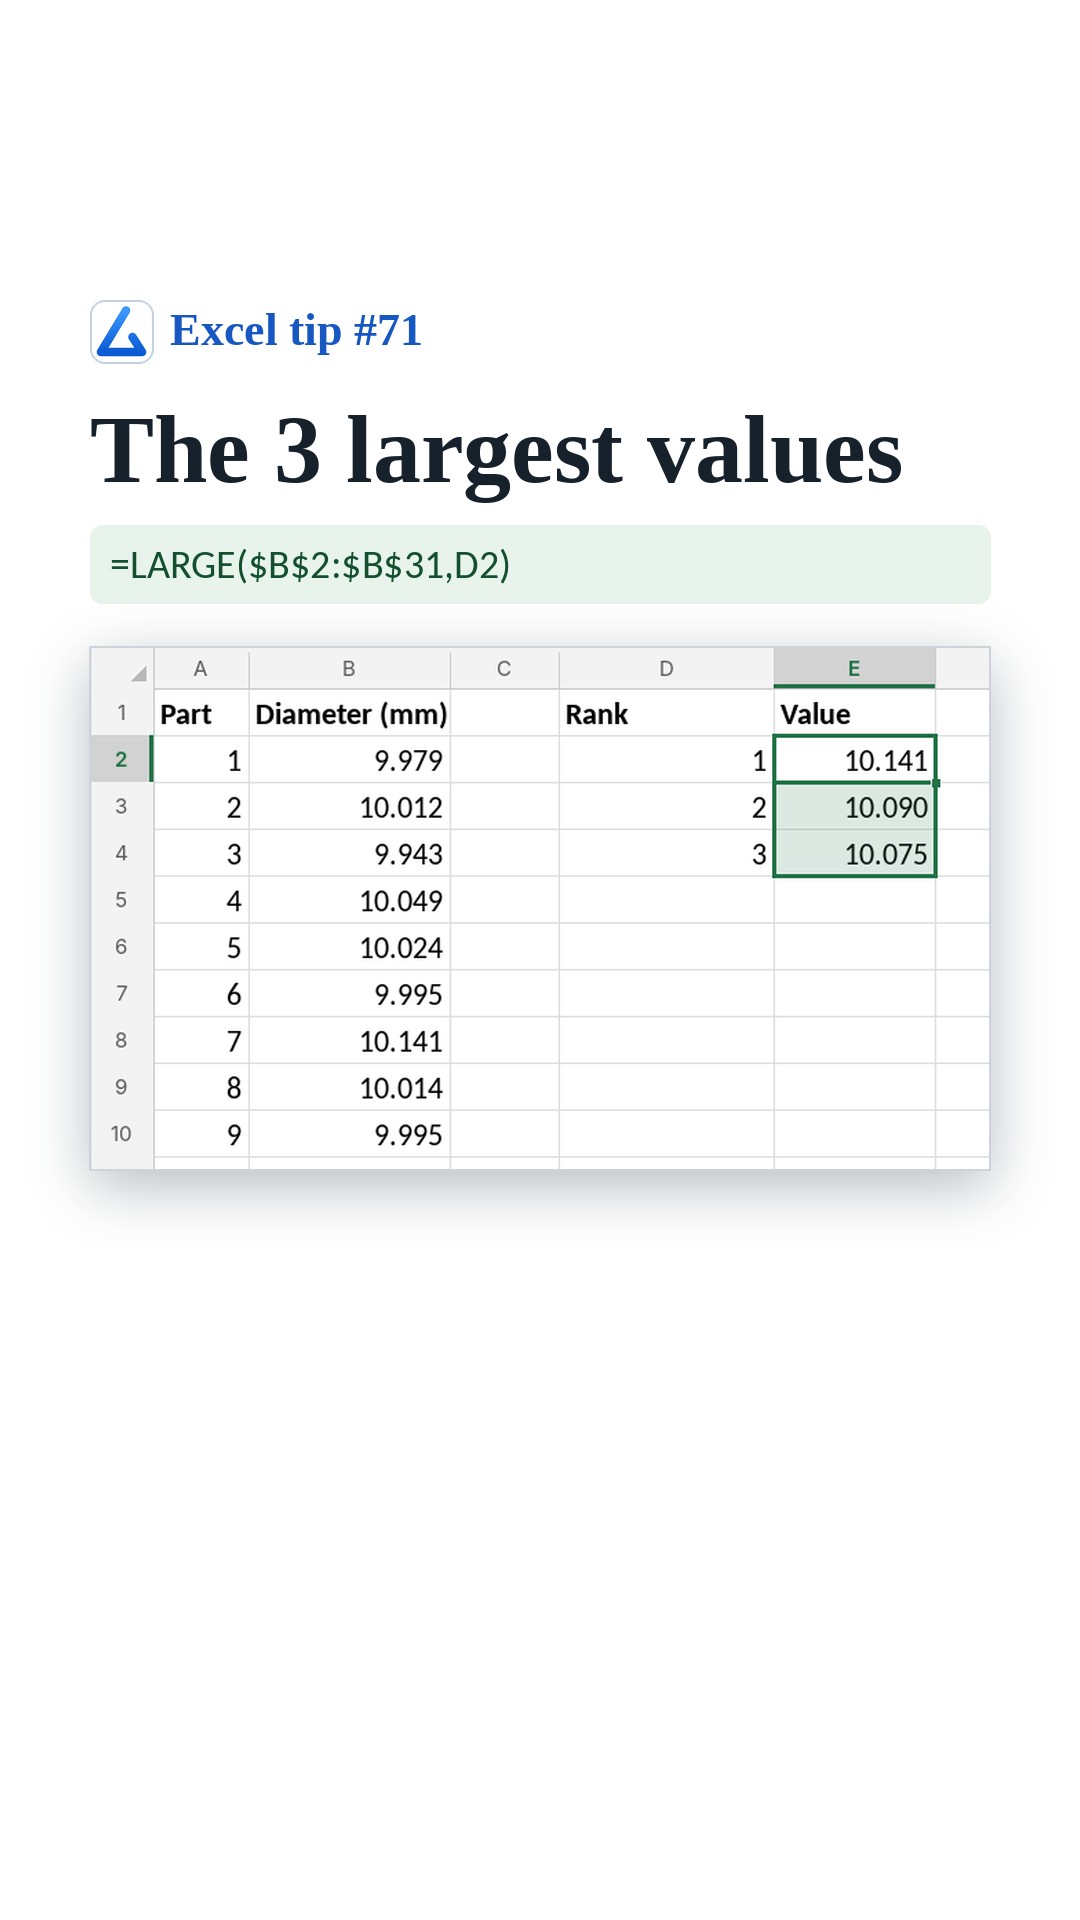 Excel tip #71
The 3 largest values
=LARGE($B$2:$B$31,D2)
A B C D E
1 Part Diameter (mm) Rank Value
2 1 9.979 1 10.141
3 2 10.012 2 10.090
4 3 9.943 3 10.075
5 4 10.049
6 5 10.024
7 6 9.995
8 7 10.141
9 8 10.014
10 9 9.995